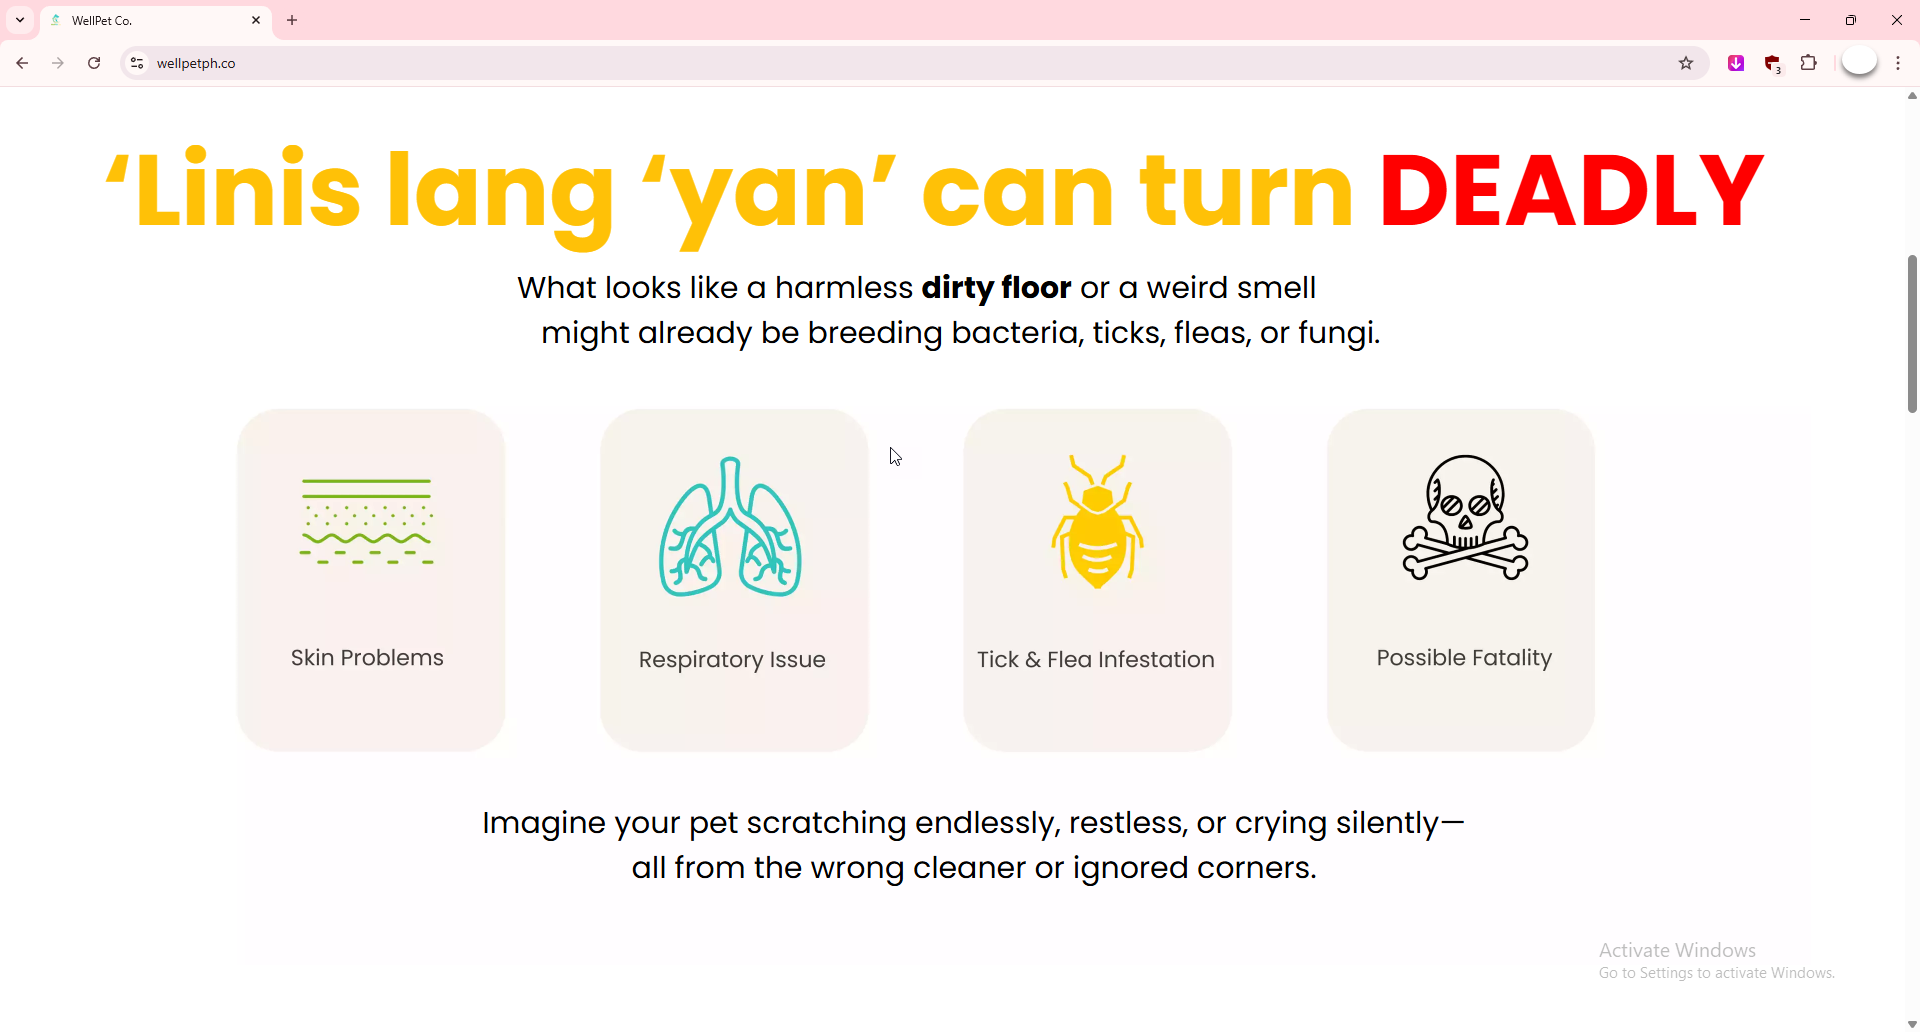 WellPet Co.
wellpetph.co
3
‘Linis lang ‘yan’ can turn DEADLY
What looks like a harmless dirty floor or a weird smell
might already be breeding bacteria, ticks, fleas, or fungi.
Skin Problems
Respiratory Issue
Tick & Flea Infestation
Possible Fatality
Imagine your pet scratching endlessly, restless, or crying silently—
all from the wrong cleaner or ignored corners.
Activate Windows
Go to Settings to activate Windows.